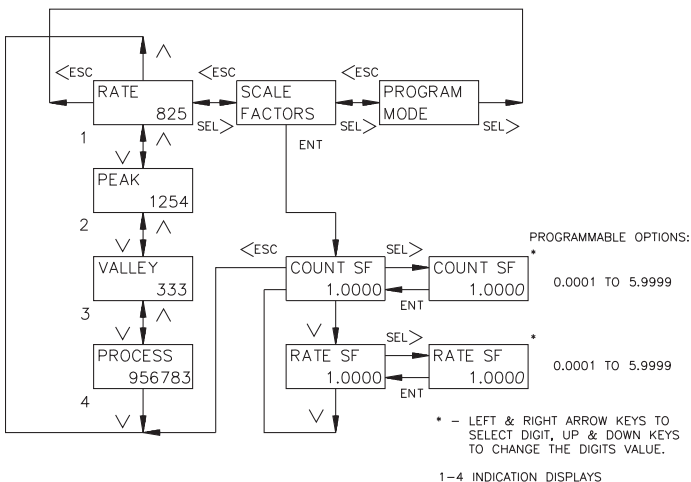 <ESC <ESC <ESC
RATE
825
SCALE
FACTORS
PROGRAM
MODE
SEL> SEL> SEL>
1
ENT
PEAK
1254
2
VALLEY
333
3
PROCESS
956783
4
<ESC
COUNT SF
1.0000
SEL>
ENT
COUNT SF
1.0000
*
PROGRAMMABLE OPTIONS:
0.0001 TO 5.9999
RATE SF
1.0000
SEL>
ENT
RATE SF
1.0000
*
0.0001 TO 5.9999
* – LEFT & RIGHT ARROW KEYS TO
SELECT DIGIT, UP & DOWN KEYS
TO CHANGE THE DIGITS VALUE.
1–4 INDICATION DISPLAYS